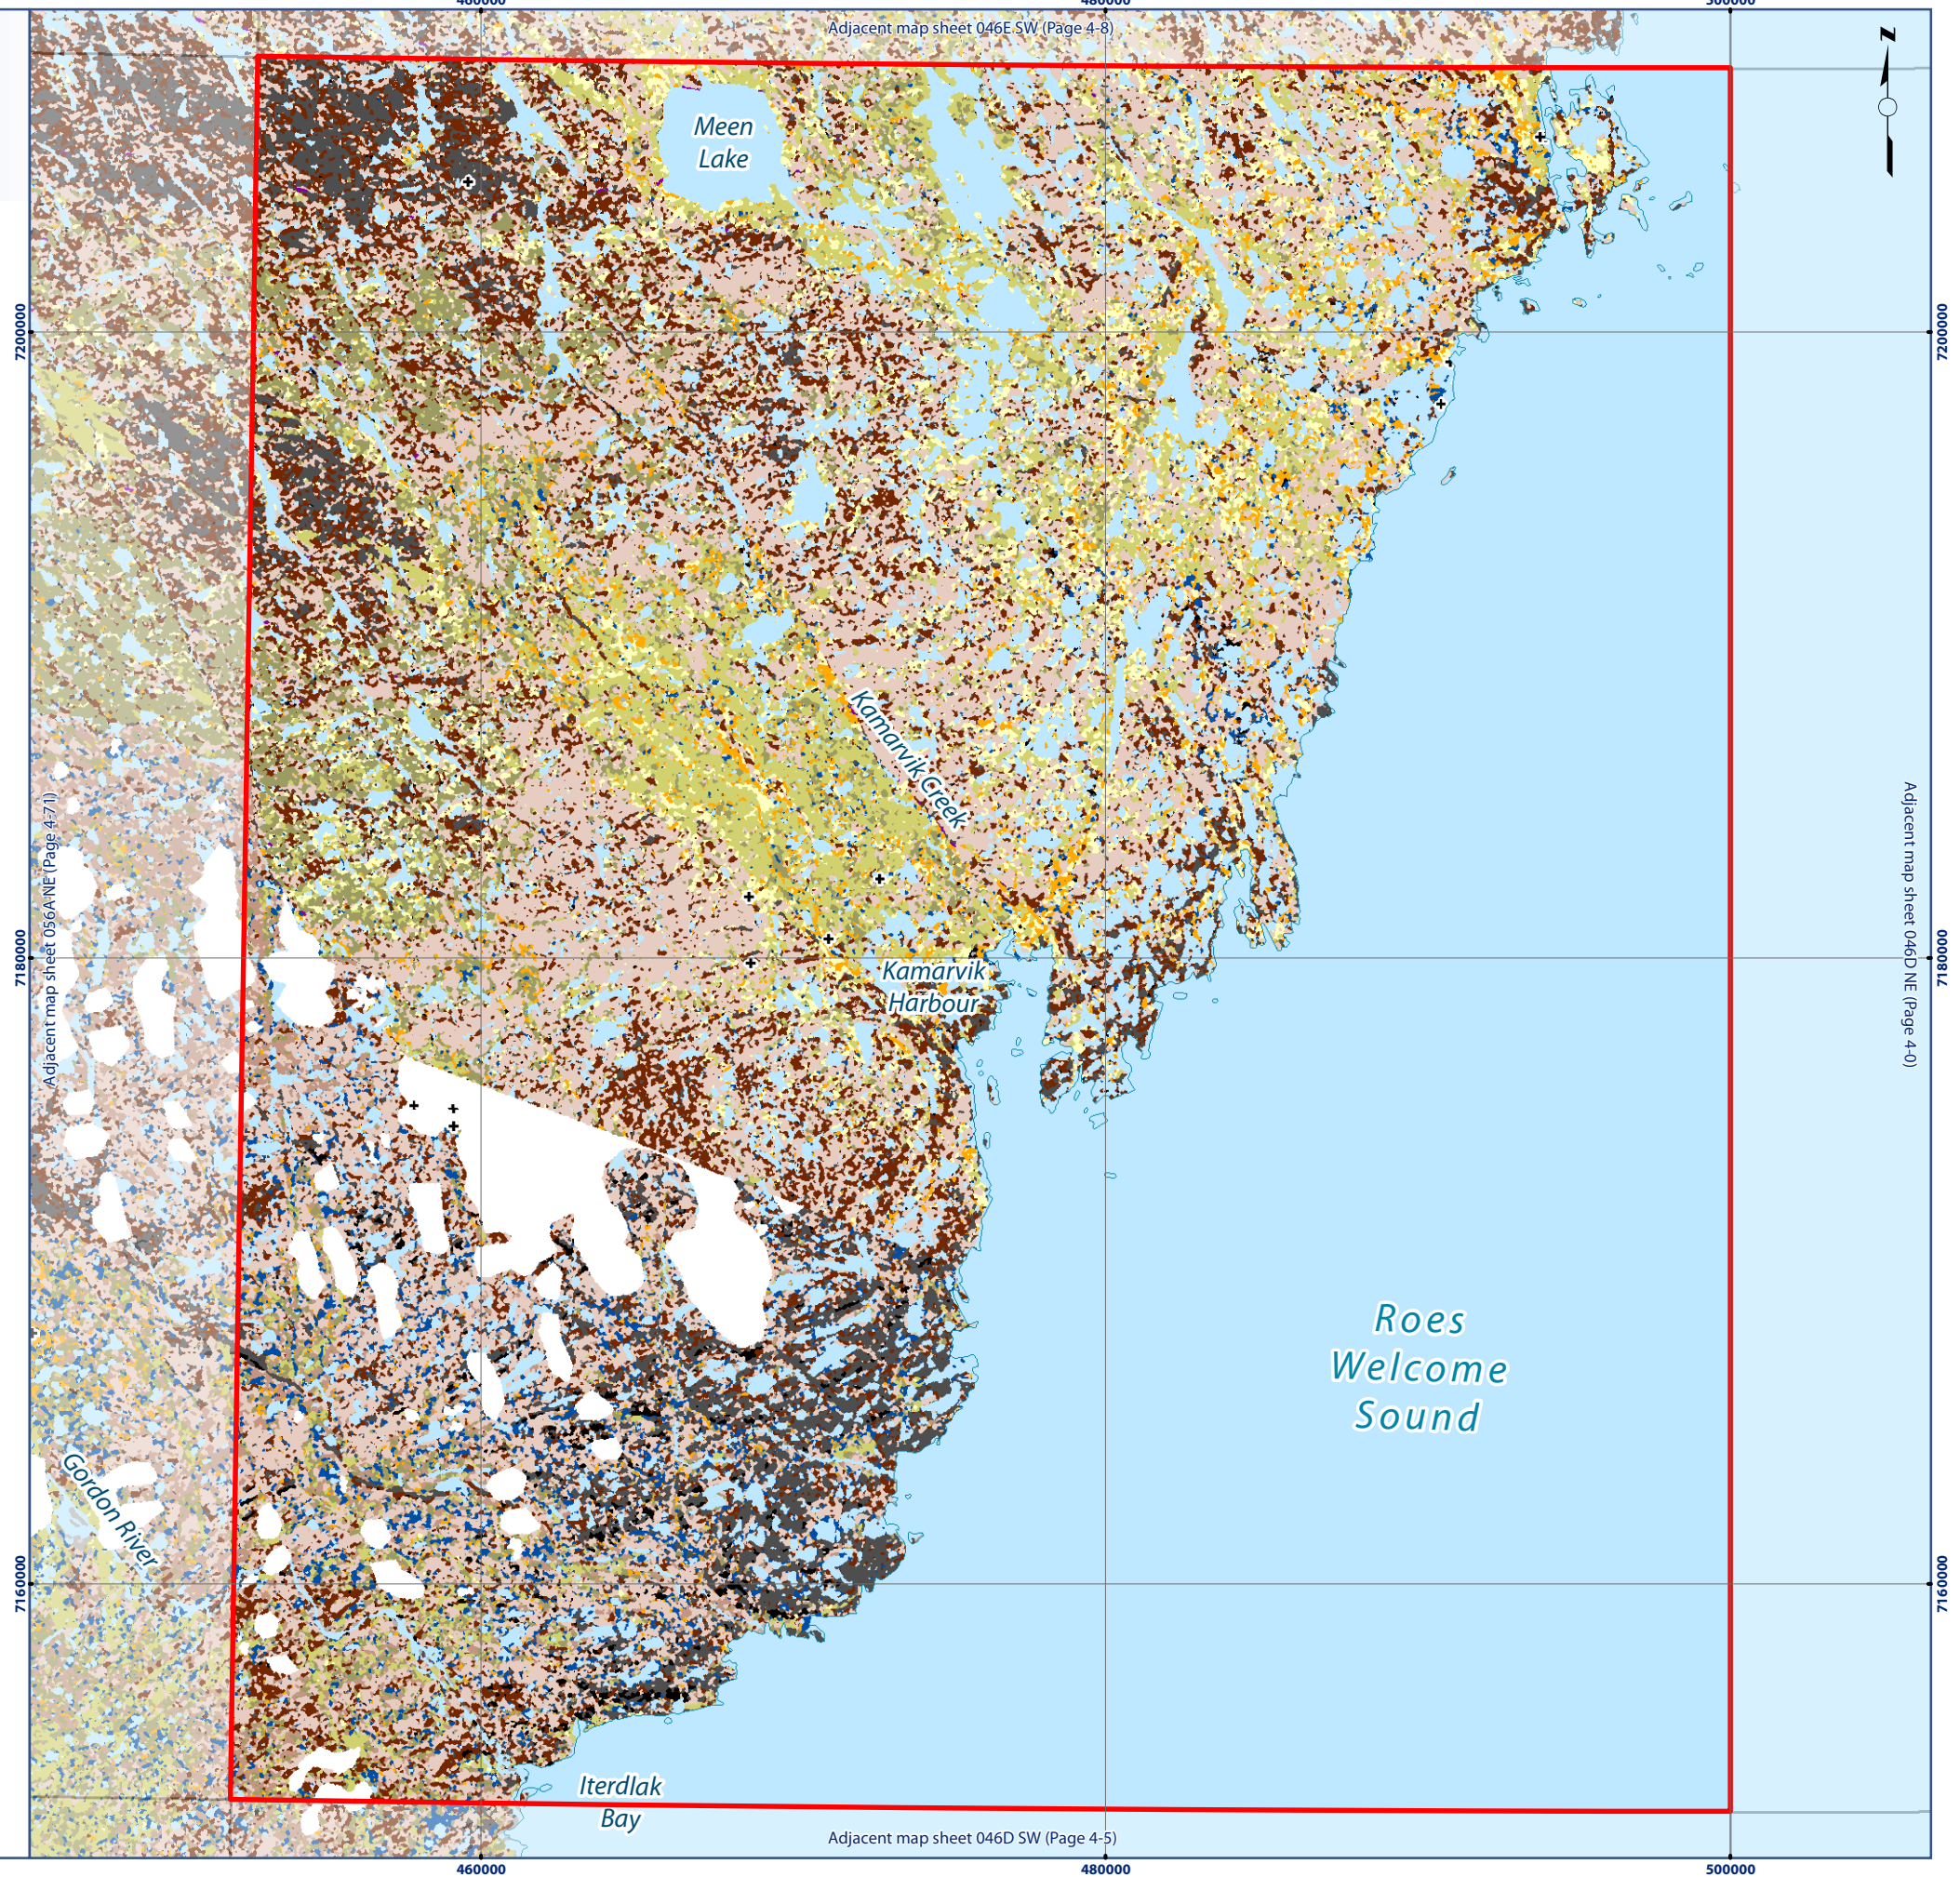 460000
480000
500000
Adjacent map sheet 046E SW (Page 4-8)
N
Meen
Lake
7200000
7200000
Kamarvik Creek
Adjacent map sheet 056A NE (Page 4-71)
Adjacent map sheet 046D NE (Page 4-0)
7180000
7180000
Kamarvik
Harbour
Roes
Welcome
Sound
Gordon River
7160000
7160000
Iterdlak
Bay
Adjacent map sheet 046D SW (Page 4-5)
460000
480000
500000